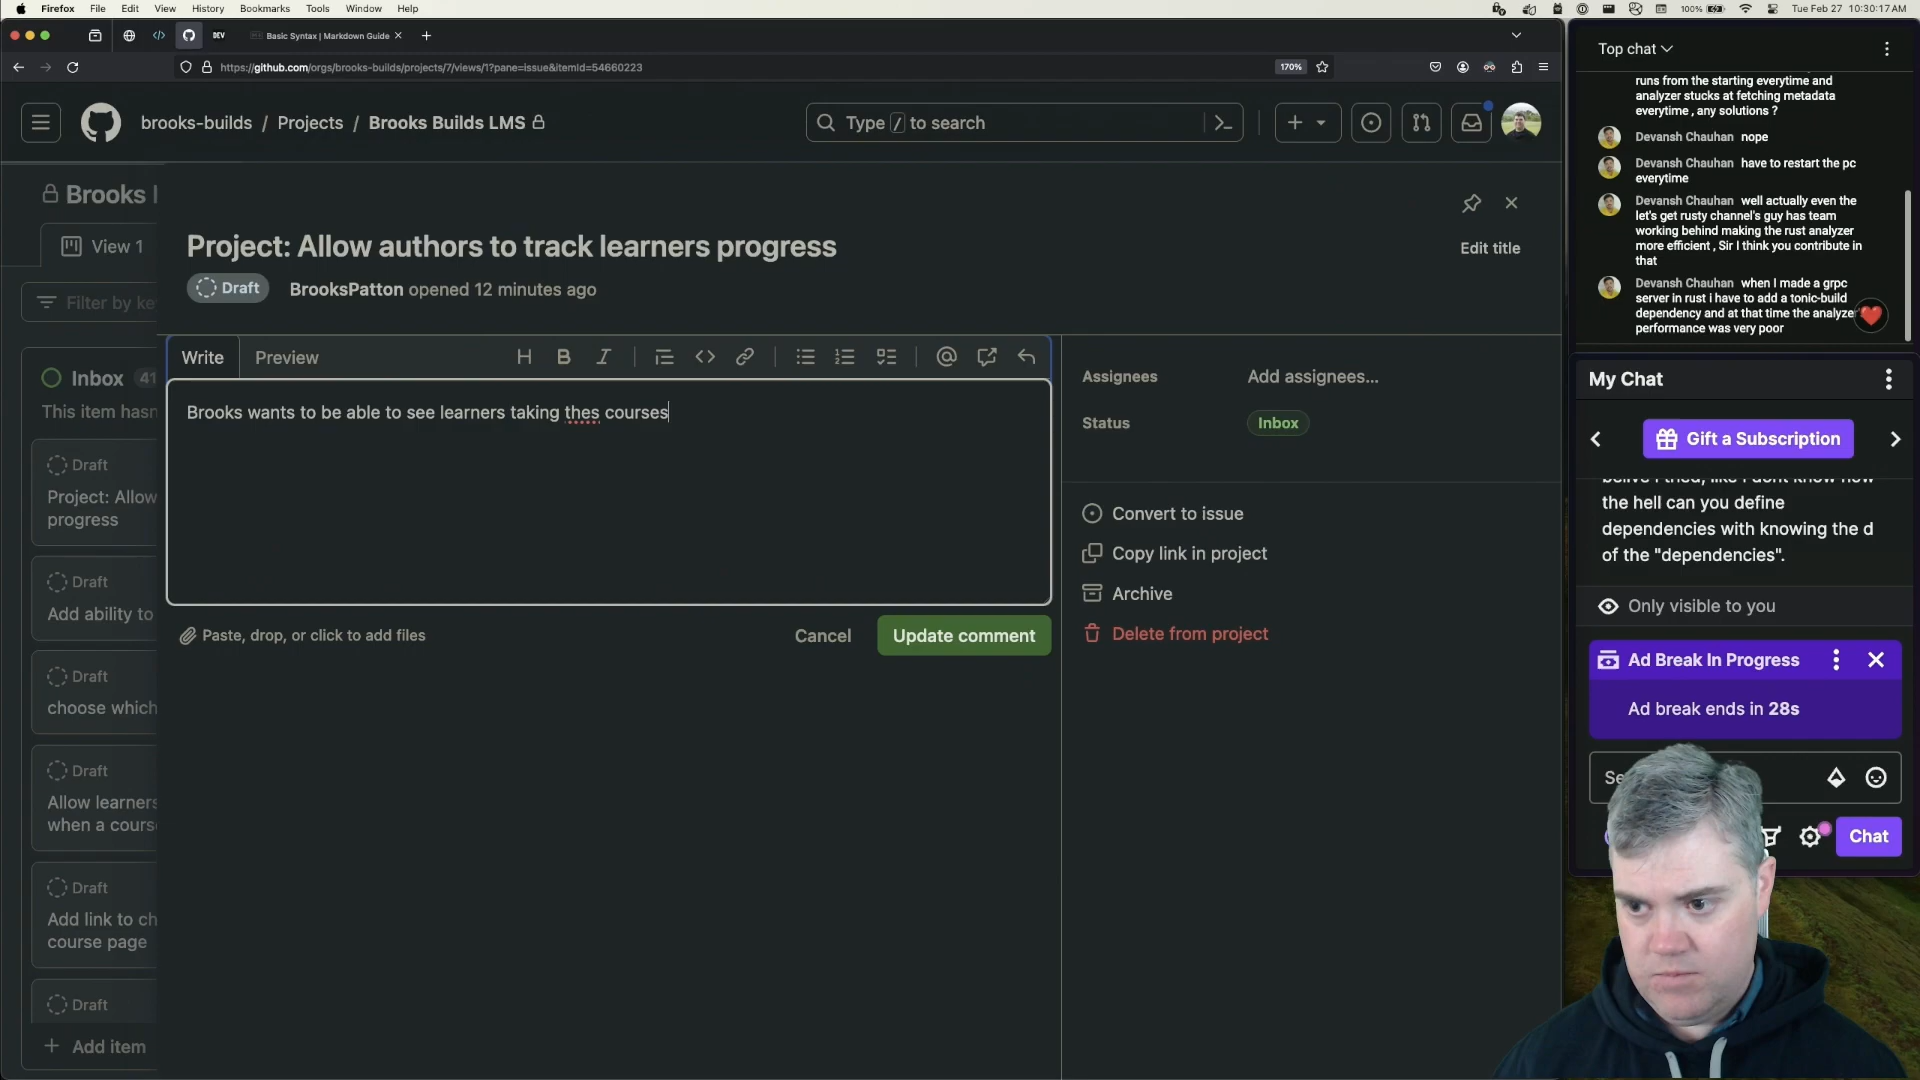 Firefox File Edit View History Bookmarks Tools Window Help 100% Tue Feb 27 10:30:17 AM
DEV Basic Syntax | Markdown Guide
https://github.com/orgs/brooks-builds/projects/7/views/1?pane=issue&itemId=54660223 170%
brooks-builds / Projects / Brooks Builds LMS
Type / to search
Brooks
View 1
Filter by ke
Inbox 41
This item hasn
Draft
Project: Allow
progress
Draft
Add ability to
Draft
choose which
Draft
Allow learners
when a cours
Draft
Add link to ch
course page
Draft
+ Add item
Project: Allow authors to track learners progress
Edit title
Draft BrooksPatton opened 12 minutes ago
Write Preview
Brooks wants to be able to see learners taking thes courses
Paste, drop, or click to add files
Cancel Update comment
Assignees Add assignees...
Status Inbox
Convert to issue
Copy link in project
Archive
Delete from project
Top chat
runs from the starting everytime and
analyzer stucks at fetching metadata
everytime , any solutions ?
Devansh Chauhan nope
Devansh Chauhan have to restart the pc
everytime
Devansh Chauhan well actually even the
let's get rusty channel's guy has team
working behind making the rust analyzer
more efficient , Sir I think you contribute in
that
Devansh Chauhan when I made a grpc
server in rust i have to add a tonic-build
dependency and at that time the analyzer
performance was very poor
My Chat
Gift a Subscription
the hell can you define
dependencies with knowing the d
of the "dependencies".
Only visible to you
Ad Break In Progress
Ad break ends in 28s
Se
Chat